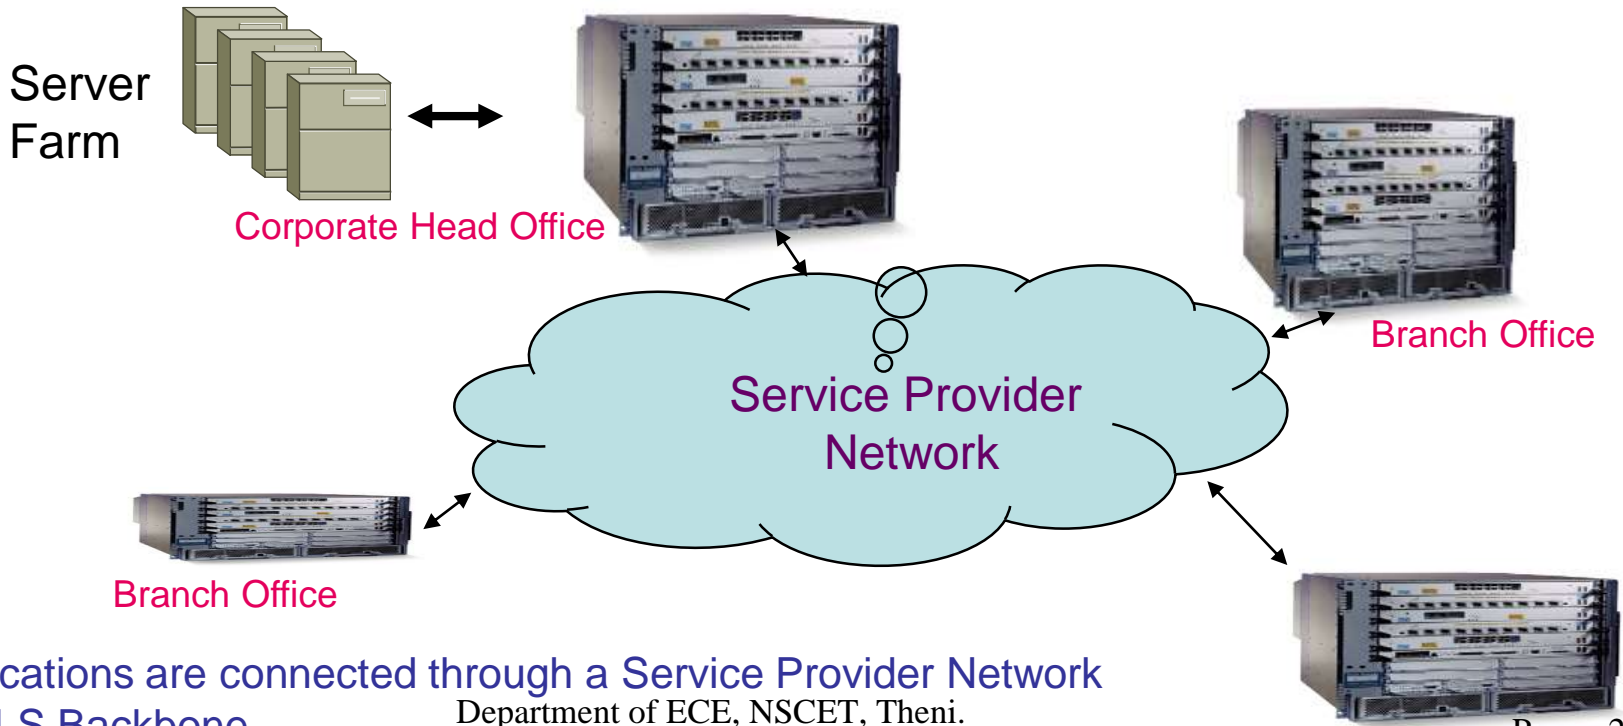 Server
Farm
Corporate Head Office
Branch Office
Service Provider
Network
Branch Office
cations are connected through a Service Provider Network
S Backbone
Department of ECE, NSCET, Theni.